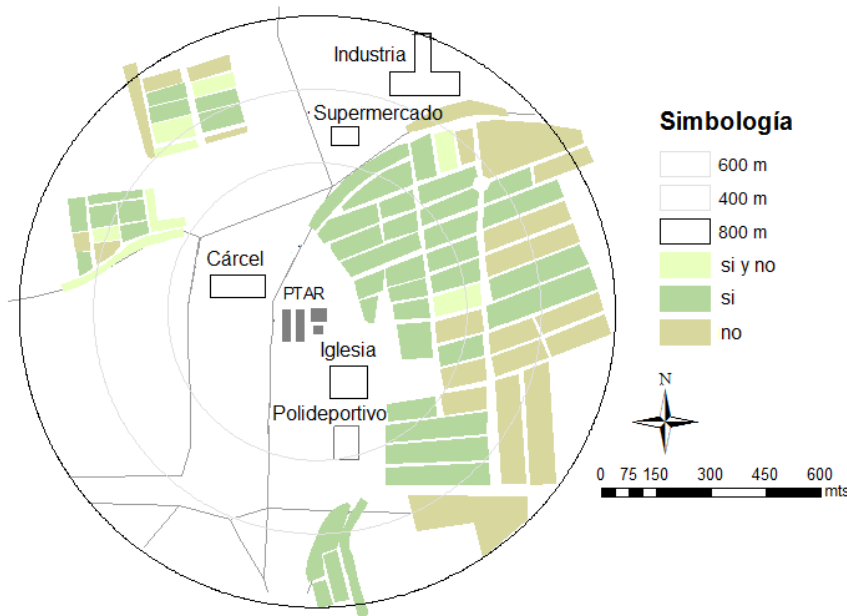 Industria
Supermercado
Cárcel
PTAR
Iglesia
Polideportivo
Simbología
600 m
400 m
800 m
si y no
si
no
N
0 75 150 300 450 600
mts